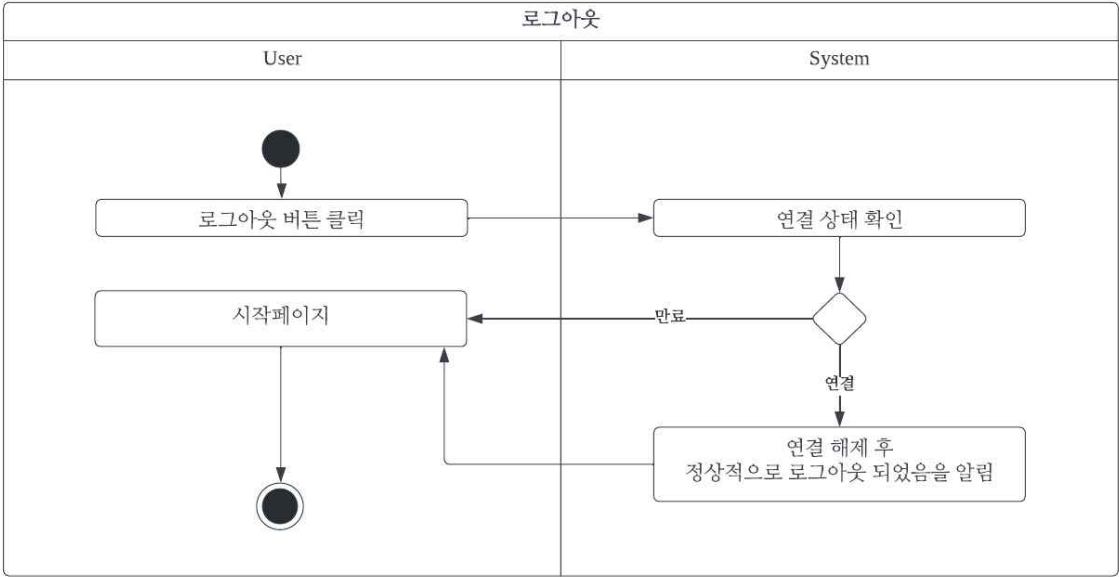 로그아웃
User
System
로그아웃 버튼 클릭
연결 상태 확인
시작페이지
만료
연결
연결 해제 후
정상적으로 로그아웃 되었음을 알림